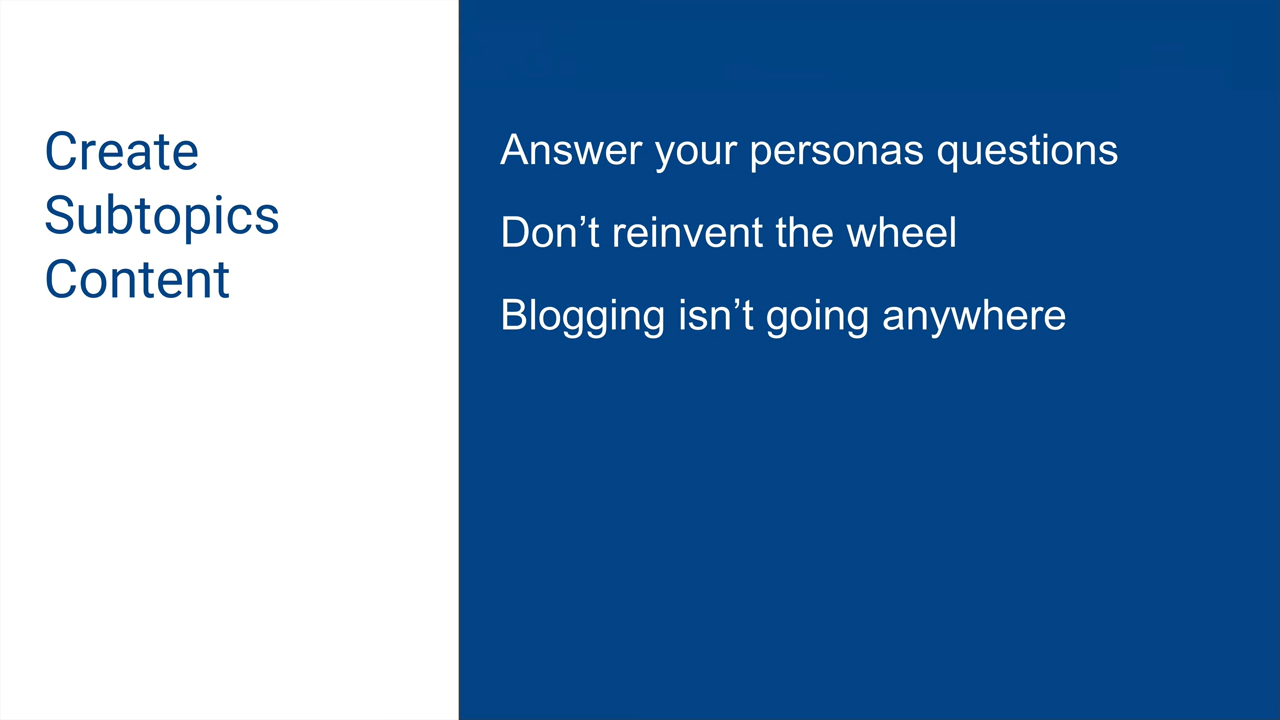 Create
Subtopics
Content
Answer your personas questions
Don’t reinvent the wheel
Blogging isn’t going anywhere